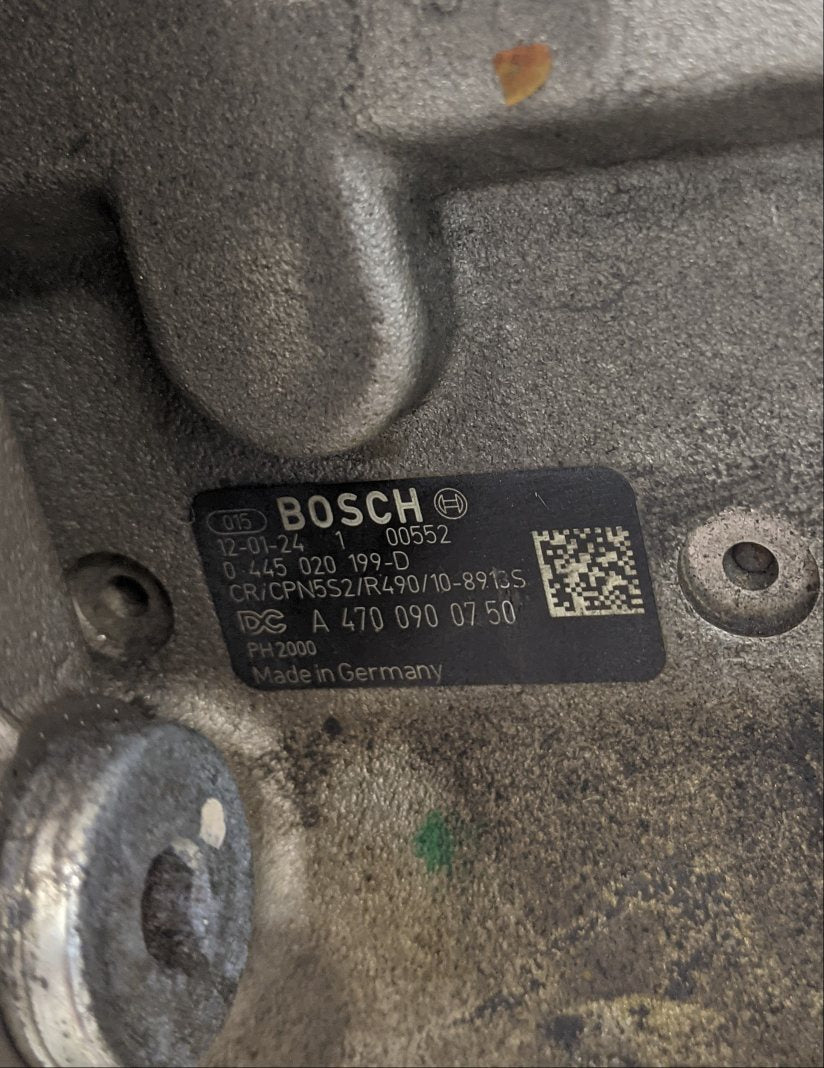 015 BOSCH
12-01-24 1 00552
0 445 020 199-D
CR/CPN5S2/R490/10-8913S
DC A 470 090 07 50
PH2000
Made in Germany